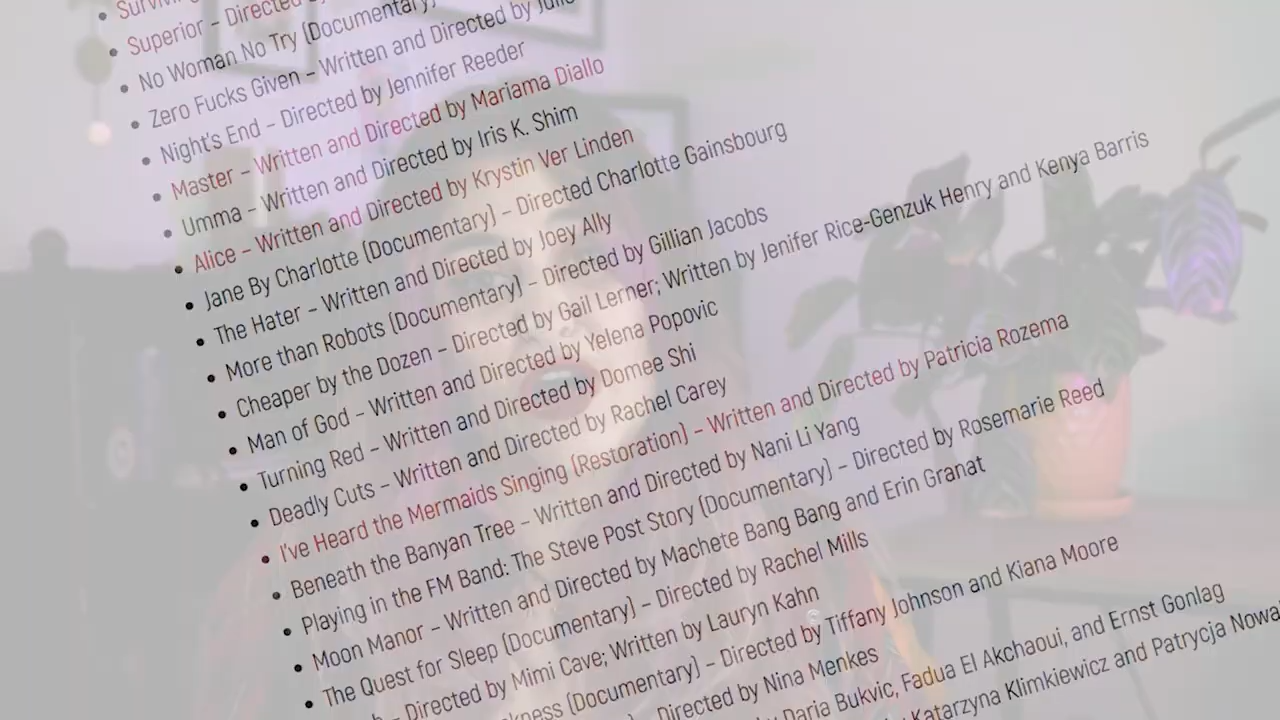 Surviving
Superior – Directed by
No Woman No Try (Documentary)
Zero Fucks Given – Written and Directed by Julie
Night's End – Directed by Jennifer Reeder
Master – Written and Directed by Mariama Diallo
Umma – Written and Directed by Iris K. Shim
Alice – Written and Directed by Krystin Ver Linden
Jane By Charlotte (Documentary) – Directed Charlotte Gainsbourg
The Hater – Written and Directed by Joey Ally
More than Robots (Documentary) – Directed by Gillian Jacobs
Cheaper by the Dozen – Directed by Gail Lerner; Written by Jenifer Rice-Genzuk Henry and Kenya Barris
Man of God – Written and Directed by Yelena Popovic
Turning Red – Written and Directed by Domee Shi
Deadly Cuts – Written and Directed by Rachel Carey
I've Heard the Mermaids Singing (Restoration) – Written and Directed by Patricia Rozema
Beneath the Banyan Tree – Written and Directed by Nani Li Yang
Playing in the FM Band: The Steve Post Story (Documentary) – Directed by Rosemarie Reed
Moon Manor – Written and Directed by Machete Bang Bang and Erin Granat
The Quest for Sleep (Documentary) – Directed by Rachel Mills
– Directed by Mimi Cave; Written by Lauryn Kahn
(Documentary) – Directed by Tiffany Johnson and Kiana Moore
– Directed by Nina Menkes
by Daria Bukvic, Fadua El Akchaoui, and Ernst Gonlag
Katarzyna Klimkiewicz and Patrycja